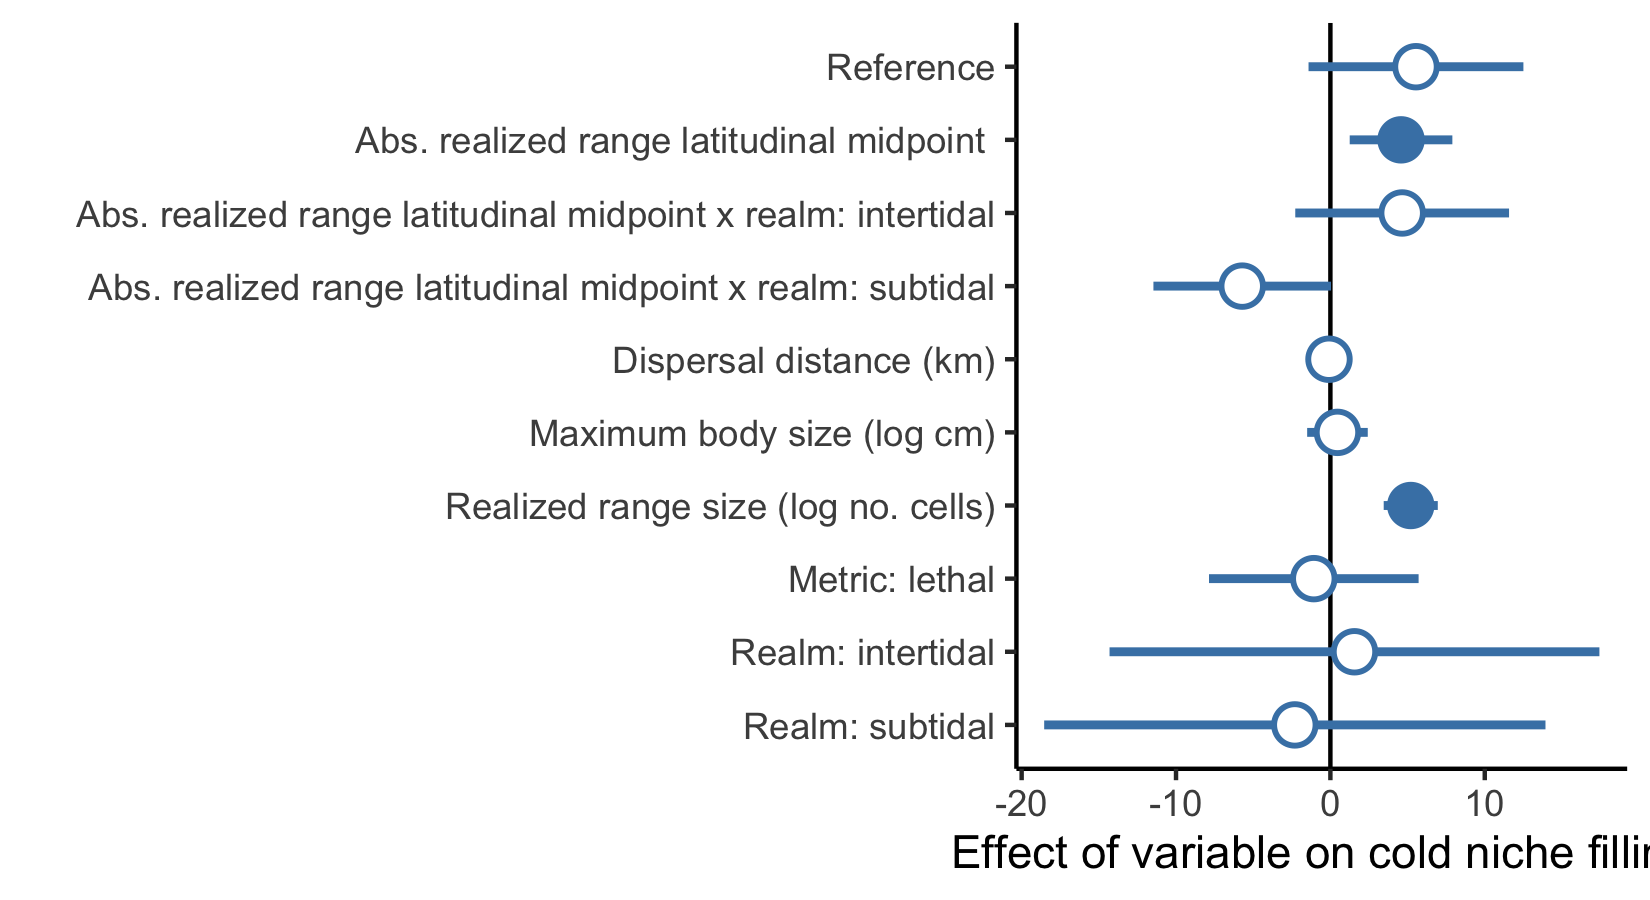 Reference
Abs. realized range latitudinal midpoint
Abs. realized range latitudinal midpoint x realm: intertidal
Abs. realized range latitudinal midpoint x realm: subtidal
Dispersal distance (km)
Maximum body size (log cm)
Realized range size (log no. cells)
Metric: lethal
Realm: intertidal
Realm: subtidal
-20 -10 0 10
Effect of variable on cold niche